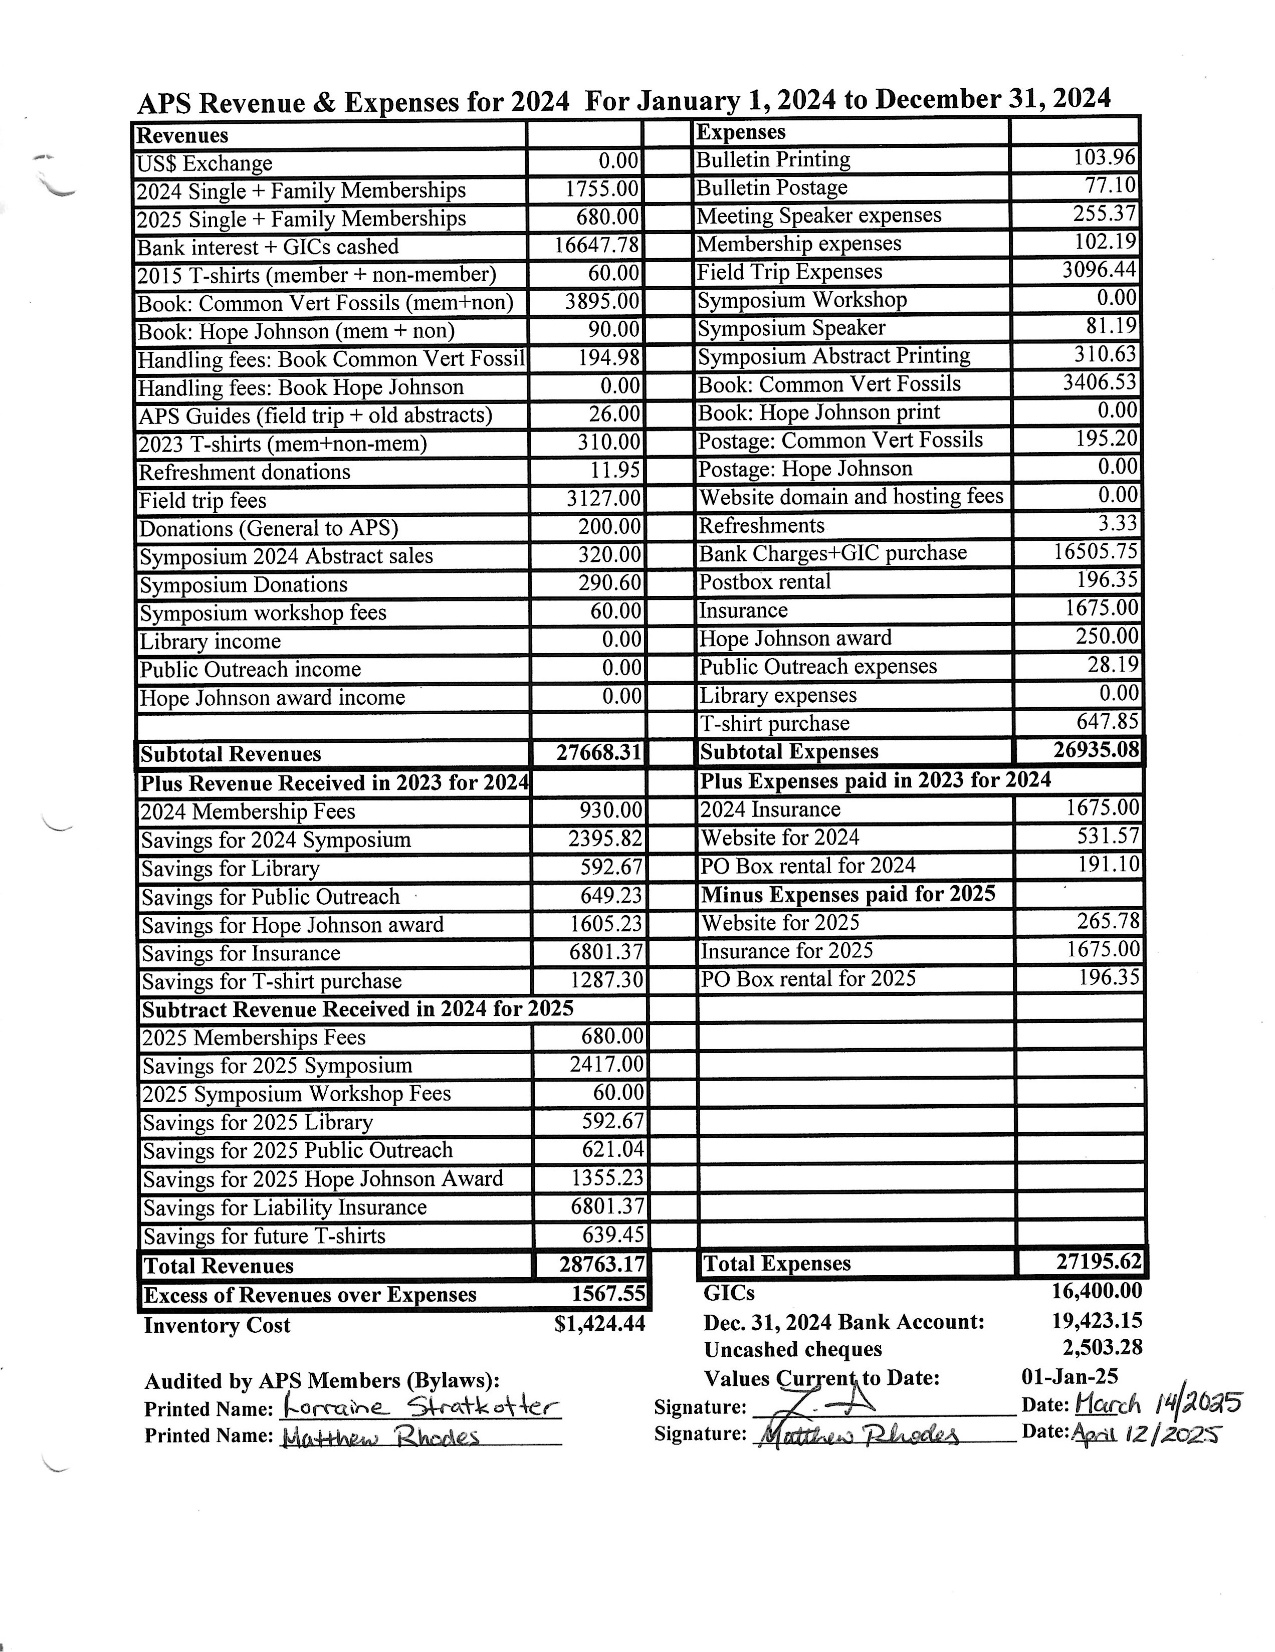 APS Revenue & Expenses for 2024 For January 1, 2024 to December 31, 2024
Revenues Expenses
US$ Exchange 0.00 Bulletin Printing 103.96
2024 Single + Family Memberships 1755.00 Bulletin Postage 77.10
2025 Single + Family Memberships 680.00 Meeting Speaker expenses 255.37
Bank interest + GICs cashed 16647.78 Membership expenses 102.19
2015 T-shirts (member + non-member) 60.00 Field Trip Expenses 3096.44
Book: Common Vert Fossils (mem+non) 3895.00 Symposium Workshop 0.00
Book: Hope Johnson (mem + non) 90.00 Symposium Speaker 81.19
Handling fees: Book Common Vert Fossil 194.98 Symposium Abstract Printing 310.63
Handling fees: Book Hope Johnson 0.00 Book: Common Vert Fossils 3406.53
APS Guides (field trip + old abstracts) 26.00 Book: Hope Johnson print 0.00
2023 T-shirts (mem+non-mem) 310.00 Postage: Common Vert Fossils 195.20
Refreshment donations 11.95 Postage: Hope Johnson 0.00
Field trip fees 3127.00 Website domain and hosting fees 0.00
Donations (General to APS) 200.00 Refreshments 3.33
Symposium 2024 Abstract sales 320.00 Bank Charges+GIC purchase 16505.75
Symposium Donations 290.60 Postbox rental 196.35
Symposium workshop fees 60.00 Insurance 1675.00
Library income 0.00 Hope Johnson award 250.00
Public Outreach income 0.00 Public Outreach expenses 28.19
Hope Johnson award income 0.00 Library expenses 0.00
T-shirt purchase 647.85
Subtotal Revenues 27668.31 Subtotal Expenses 26935.08
Plus Revenue Received in 2023 for 2024 Plus Expenses paid in 2023 for 2024
2024 Membership Fees 930.00 2024 Insurance 1675.00
Savings for 2024 Symposium 2395.82 Website for 2024 531.57
Savings for Library 592.67 PO Box rental for 2024 191.10
Savings for Public Outreach 649.23 Minus Expenses paid for 2025
Savings for Hope Johnson award 1605.23 Website for 2025 265.78
Savings for Insurance 6801.37 Insurance for 2025 1675.00
Savings for T-shirt purchase 1287.30 PO Box rental for 2025 196.35
Subtract Revenue Received in 2024 for 2025
2025 Memberships Fees 680.00
Savings for 2025 Symposium 2417.00
2025 Symposium Workshop Fees 60.00
Savings for 2025 Library 592.67
Savings for 2025 Public Outreach 621.04
Savings for 2025 Hope Johnson Award 1355.23
Savings for Liability Insurance 6801.37
Savings for future T-shirts 639.45
Total Revenues 28763.17 Total Expenses 27195.62
Excess of Revenues over Expenses 1567.55 GICs 16,400.00
Inventory Cost $1,424.44 Dec. 31, 2024 Bank Account: 19,423.15
Uncashed cheques 2,503.28
Audited by APS Members (Bylaws): Values Current to Date: 01-Jan-25
Printed Name: Lorraine Stratkotter Signature: Date: March 14/2025
Printed Name: Matthew Rhodes Signature: Matthew Rhodes Date: April 12/2025